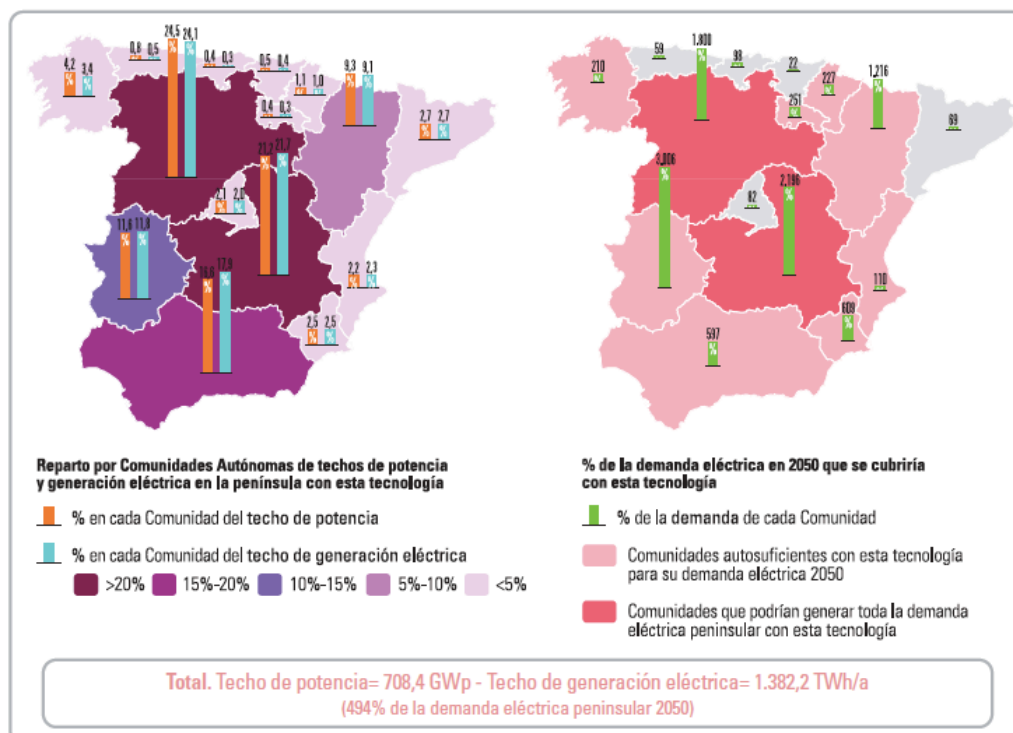 24,5 % 24,1 %
0,8 0,5
0,4 0,3
0,5 0,4
4,2 % 3,4 %
1,1 % 1,0 %
9,3 % 9,1 %
0,4 0,3
2,7 % 2,7 %
21,2 % 21,7 %
2,1 % 2,0 %
11,6 % 11,8 %
17,9 %
2,2 % 2,3 %
2,5 % 2,5 %
Reparto por Comunidades Autónomas de techos de potencia
y generación eléctrica en la península con esta tecnología
% en cada Comunidad del techo de potencia
% en cada Comunidad del techo de generación eléctrica
>20% 15%-20% 10%-15% 5%-10% <5%
1.800 %
59
98
22
210 %
227 %
1.216 %
251 %
69
3.006 %
2.196 %
110
609 %
597 %
% de la demanda eléctrica en 2050 que se cubriría
con esta tecnología
% de la demanda de cada Comunidad
Comunidades autosuficientes con esta tecnología
para su demanda eléctrica 2050
Comunidades que podrían generar toda la demanda
eléctrica peninsular con esta tecnología
Total. Techo de potencia= 708,4 GWp - Techo de generación eléctrica= 1.382,2 TWh/a
(494% de la demanda eléctrica peninsular 2050)